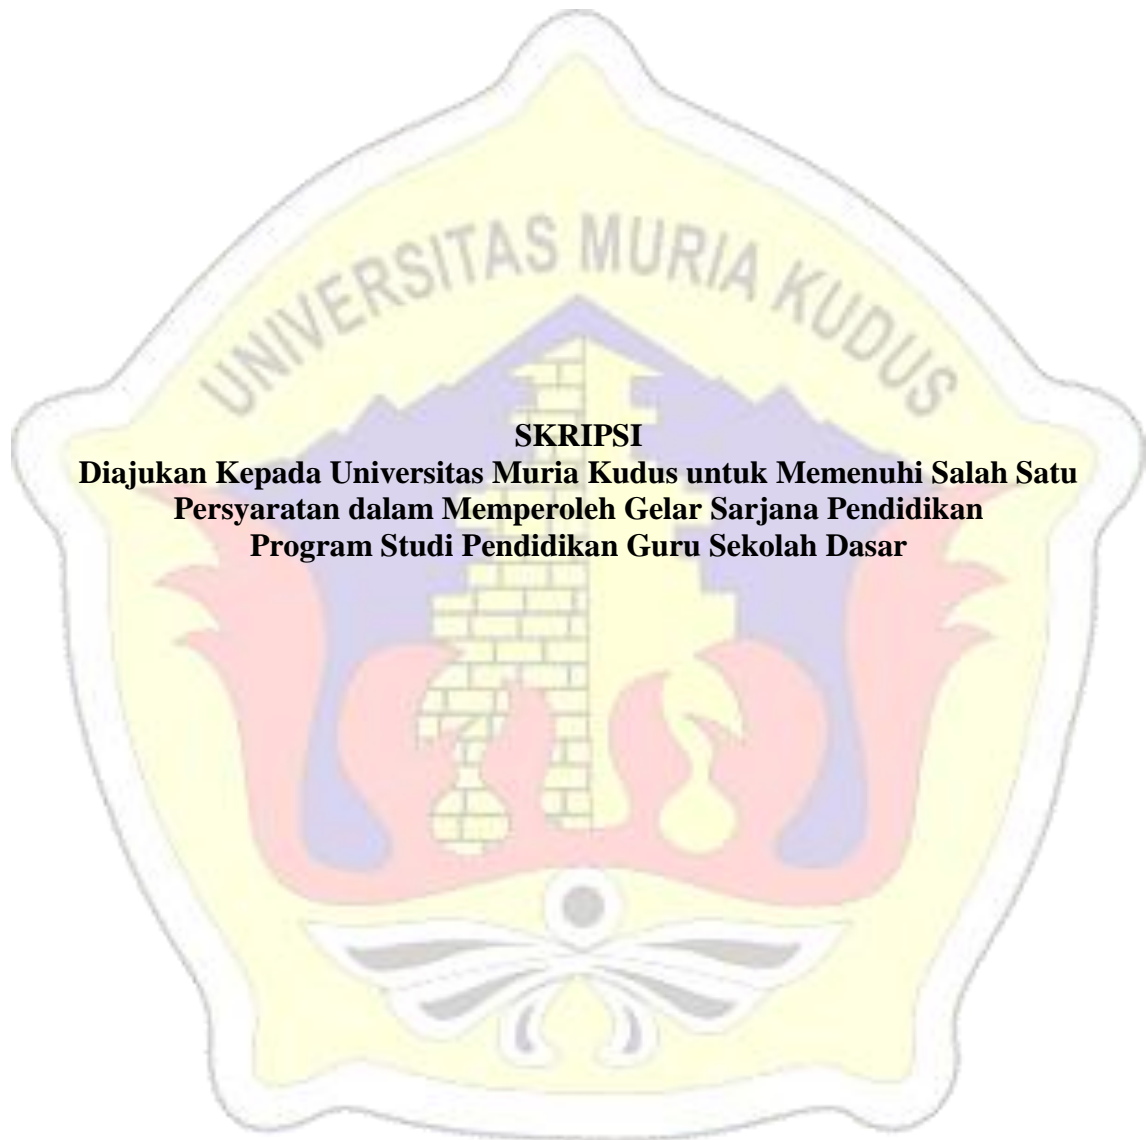 UNIVERSITAS MURIA KUDUS
SKRIPSI
Diajukan Kepada Universitas Muria Kudus untuk Memenuhi Salah Satu
Persyaratan dalam Memperoleh Gelar Sarjana Pendidikan
Program Studi Pendidikan Guru Sekolah Dasar